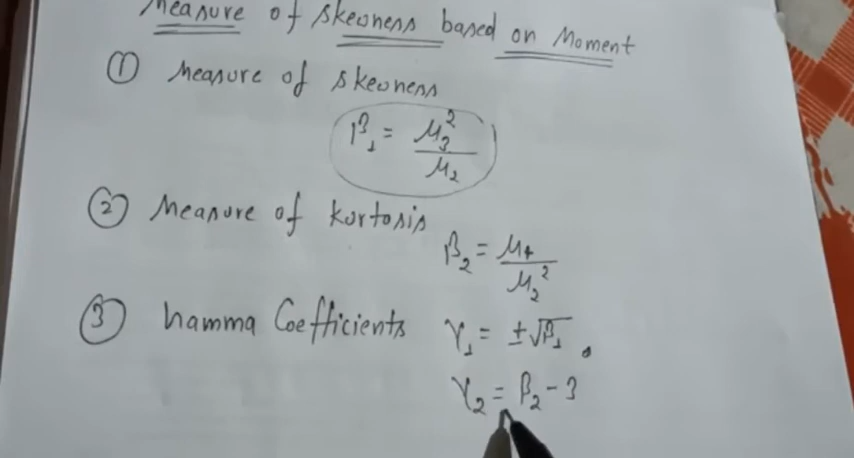 Measure of Skewness based on Moment
① Measure of Skewness
β₁ = μ₃² / μ₂
② Measure of kurtosis
β₂ = μ₄ / μ₂²
③ hamma Coefficients γ₁ = ±√β₁ .
γ₂ = β₂ - 3